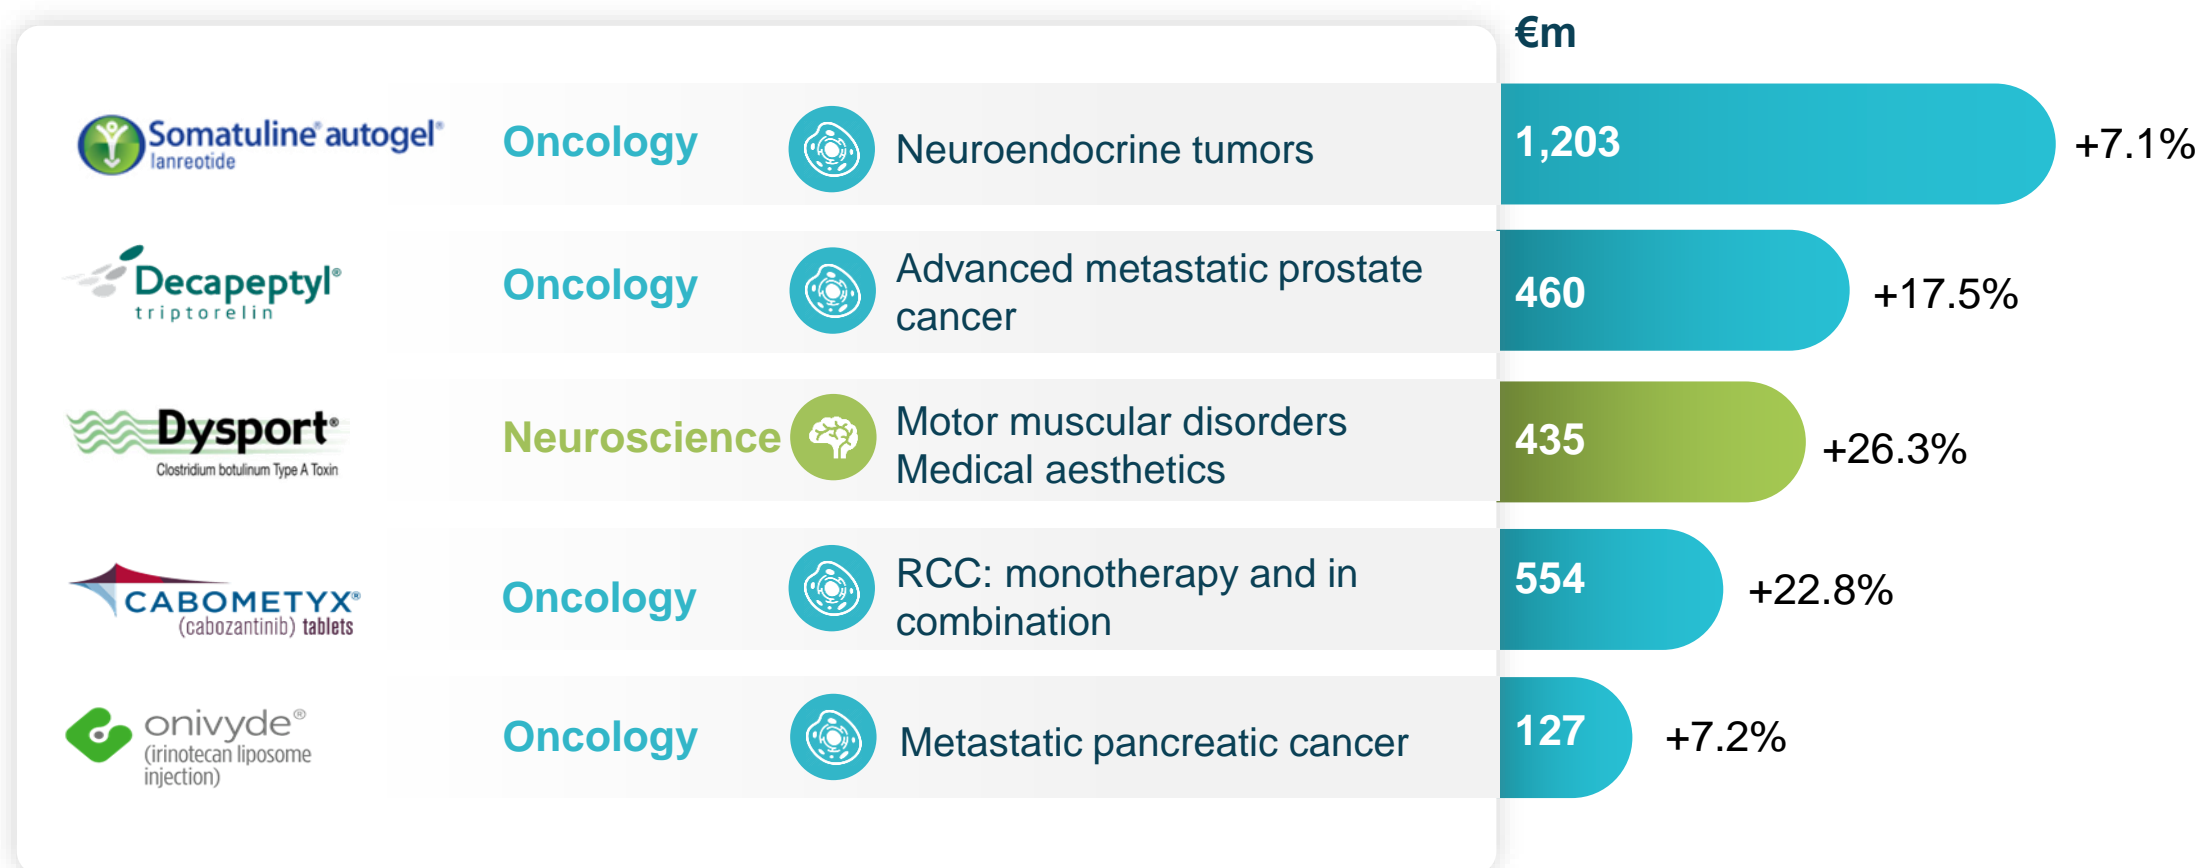 €m
Somatuline® autogel®
lanreotide
Oncology
Neuroendocrine tumors
1,203
+7.1%
Decapeptyl®
triptorelin
Oncology
Advanced metastatic prostate
cancer
460
+17.5%
Dysport®
Clostridium botulinum Type A Toxin
Neuroscience
Motor muscular disorders
Medical aesthetics
435
+26.3%
CABOMETYX®
(cabozantinib) tablets
Oncology
RCC: monotherapy and in
combination
554
+22.8%
onivyde®
(irinotecan liposome
injection)
Oncology
Metastatic pancreatic cancer
127
+7.2%